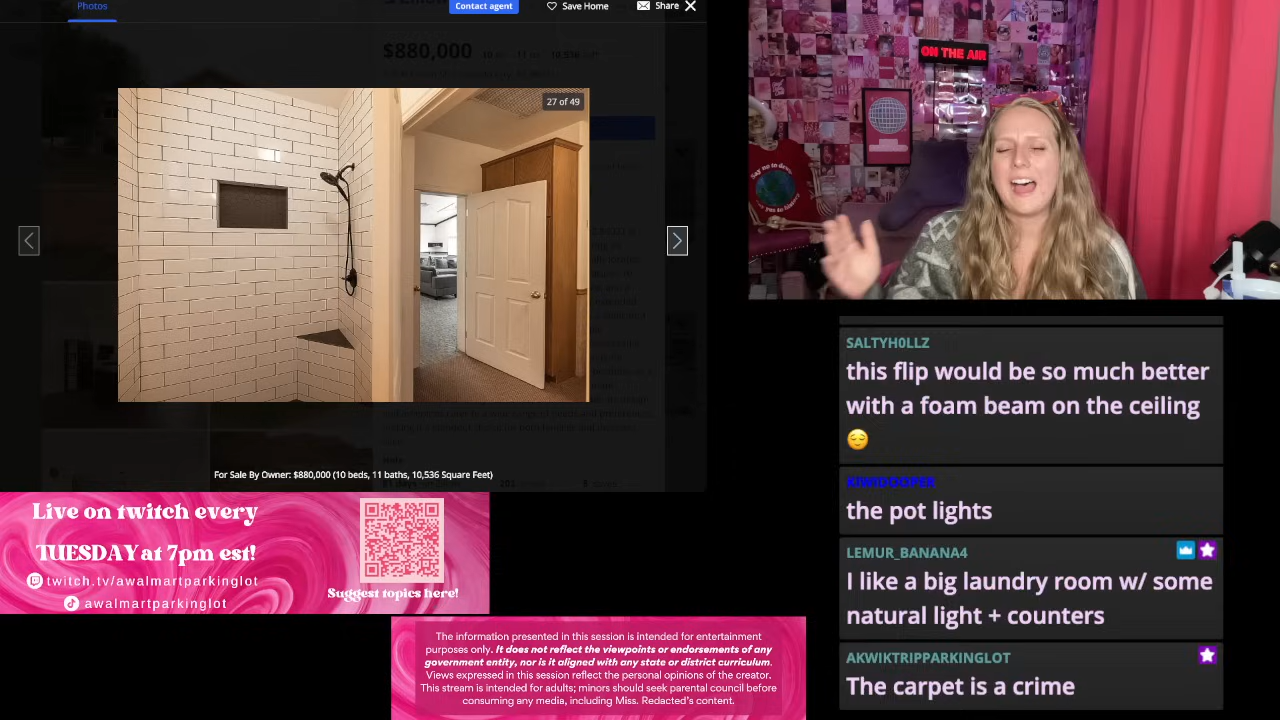 Photos
Contact agent
Save Home
Share
$880,000
27 of 49
For Sale By Owner: $880,000 (10 beds, 11 baths, 10,536 Square Feet)
ON THE AIR
SALTYH0LLZ
this flip would be so much better
with a foam beam on the ceiling
😌
KIWIDOOPER
the pot lights
LEMUR_BANANA4
I like a big laundry room w/ some
natural light + counters
AKWIKTRIPPARKINGLOT
The carpet is a crime
Live on twitch every
TUESDAY at 7pm est!
twitch.tv/awalmartparkinglot
awalmartparkinglot
Suggest topics here!
The information presented in this session is intended for entertainment
purposes only. It does not reflect the viewpoints or endorsements of any
government entity, nor is it aligned with any state or district curriculum.
Views expressed in this session reflect the personal opinions of the creator.
This stream is intended for adults; minors should seek parental council before
consuming any media, including Miss. Redacted's content.